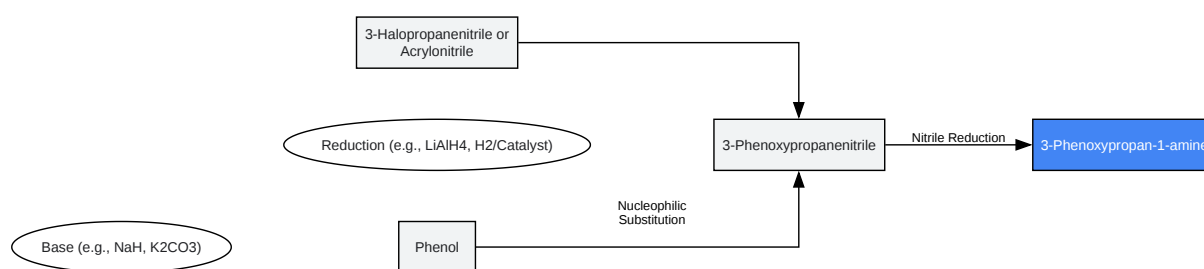 3-Halopropanenitrile or
Acrylonitrile
Reduction (e.g., LiAlH4, H2/Catalyst)
3-Phenoxypropanenitrile
Nitrile Reduction
3-Phenoxypropan-1-amine
Nucleophilic
Substitution
Base (e.g., NaH, K2CO3)
Phenol